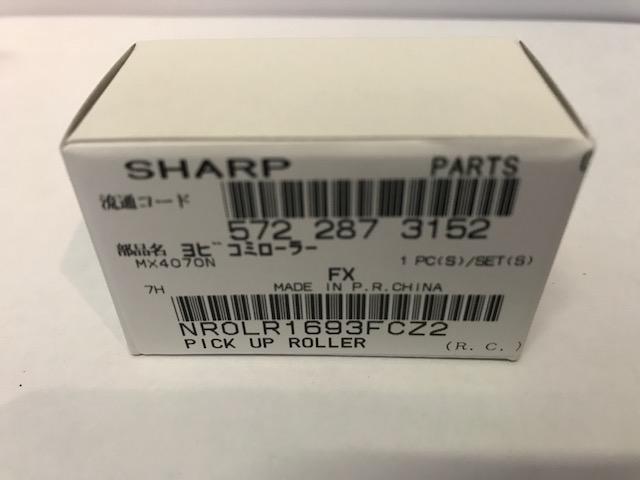 SHARP PARTS
流通コード
572 287 3152
部品名 ヨビコミローラー
MX4070N 1 PC(S)/SET(S)
FX
7H MADE IN P.R.CHINA
NROLR1693FCZ2
PICK UP ROLLER (R. C. )